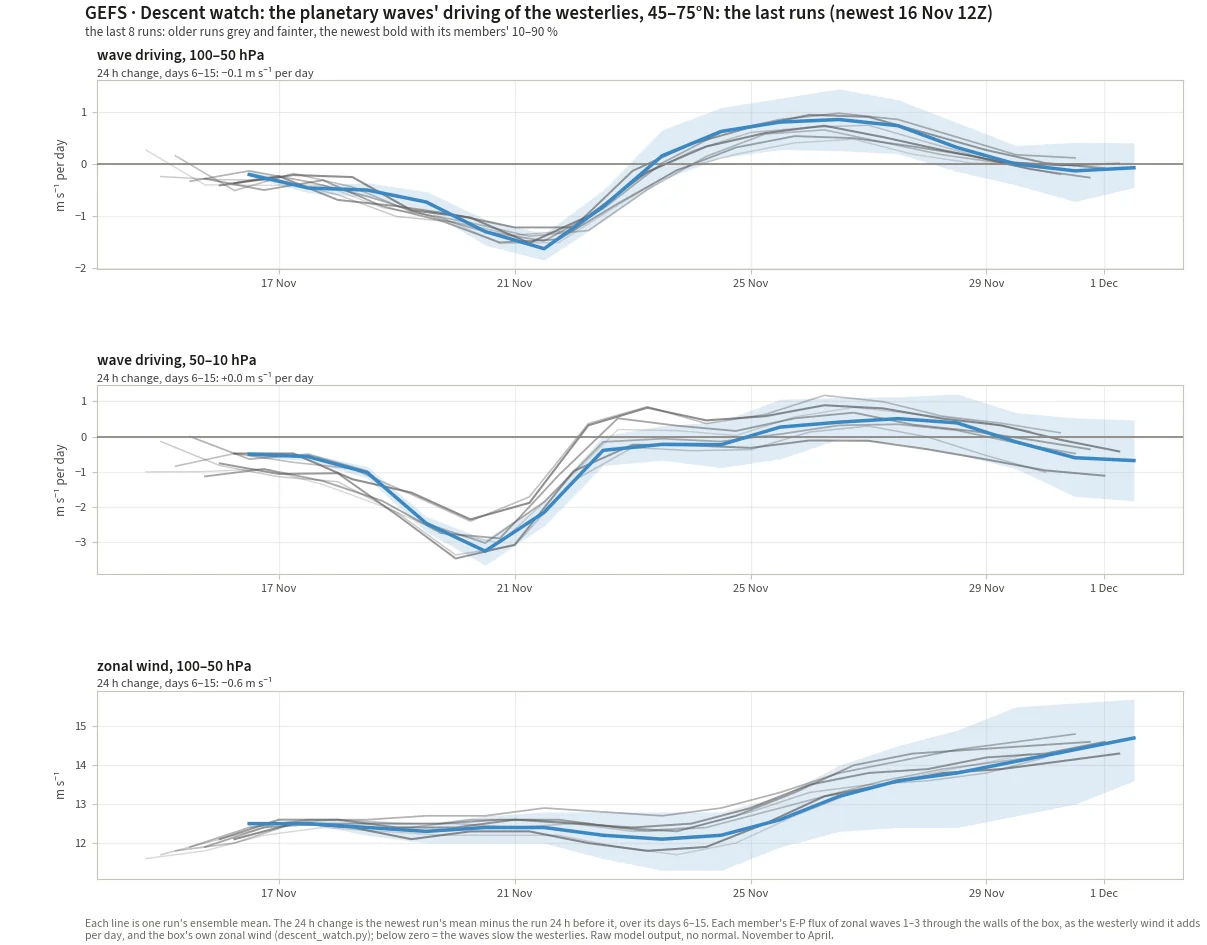 GEFS · Descent watch: the planetary waves' driving of the westerlies, 45–75°N: the last runs (newest 16 Nov 12Z)
the last 8 runs: older runs grey and fainter, the newest bold with its members' 10–90 %
wave driving, 100–50 hPa
24 h change, days 6–15: −0.1 m s⁻¹ per day
m s⁻¹ per day
1
0
−1
−2
17 Nov
21 Nov
25 Nov
29 Nov
1 Dec
wave driving, 50–10 hPa
24 h change, days 6–15: +0.0 m s⁻¹ per day
m s⁻¹ per day
1
0
−1
−2
−3
17 Nov
21 Nov
25 Nov
29 Nov
1 Dec
zonal wind, 100–50 hPa
24 h change, days 6–15: −0.6 m s⁻¹
m s⁻¹
15
14
13
12
17 Nov
21 Nov
25 Nov
29 Nov
1 Dec
Each line is one run's ensemble mean. The 24 h change is the newest run's mean minus the run 24 h before it, over its days 6–15. Each member's E-P flux of zonal waves 1–3 through the walls of the box, as the westerly wind it adds
per day, and the box's own zonal wind (descent_watch.py); below zero = the waves slow the westerlies. Raw model output, no normal. November to April.